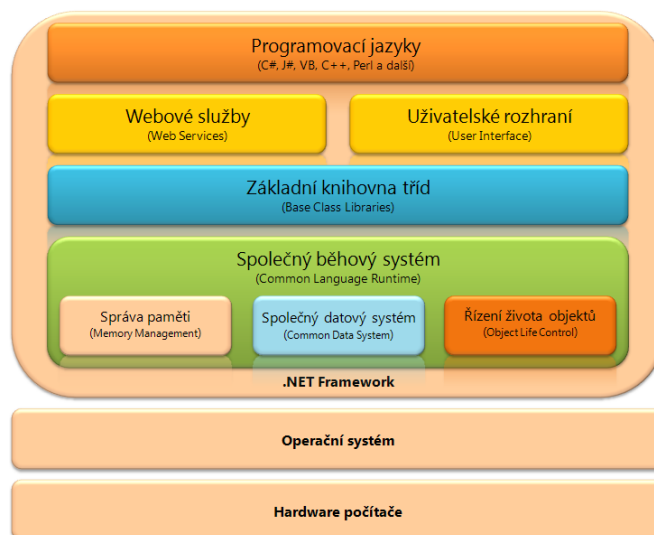 Programovací jazyky
(C#, J#, VB, C++, Perl a další)
Webové služby
(Web Services)
Uživatelské rozhraní
(User Interface)
Základní knihovna tříd
(Base Class Libraries)
Společný běhový systém
(Common Language Runtime)
Správa paměti
(Memory Management)
Společný datový systém
(Common Data System)
Řízení života objektů
(Object Life Control)
.NET Framework
Operační systém
Hardware počítače